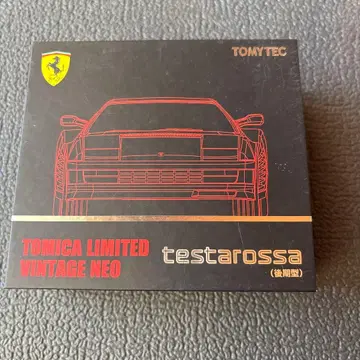 TOMYTEC
TOMICA LIMITED
VINTAGE NEO
testarossa
(後期型)